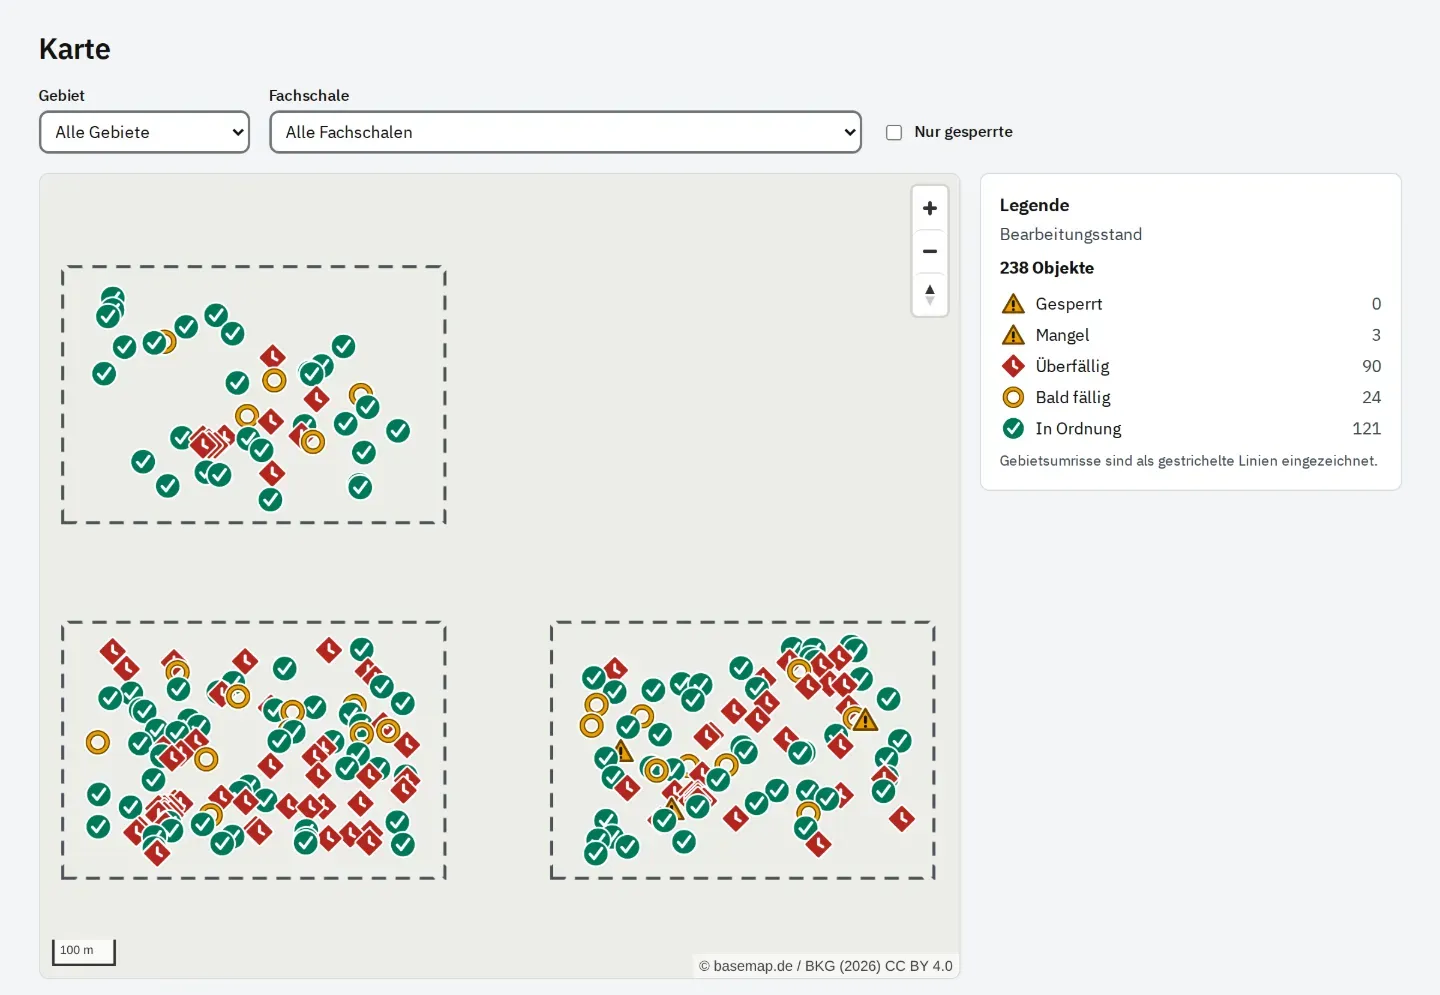 Karte
Gebiet
Fachschale
Alle Gebiete
Alle Fachschalen
Nur gesperrte
Legende
Bearbeitungsstand
238 Objekte
Gesperrt 0
Mangel 3
Überfällig 90
Bald fällig 24
In Ordnung 121
Gebietsumrisse sind als gestrichelte Linien eingezeichnet.
100 m
© basemap.de / BKG (2026) CC BY 4.0